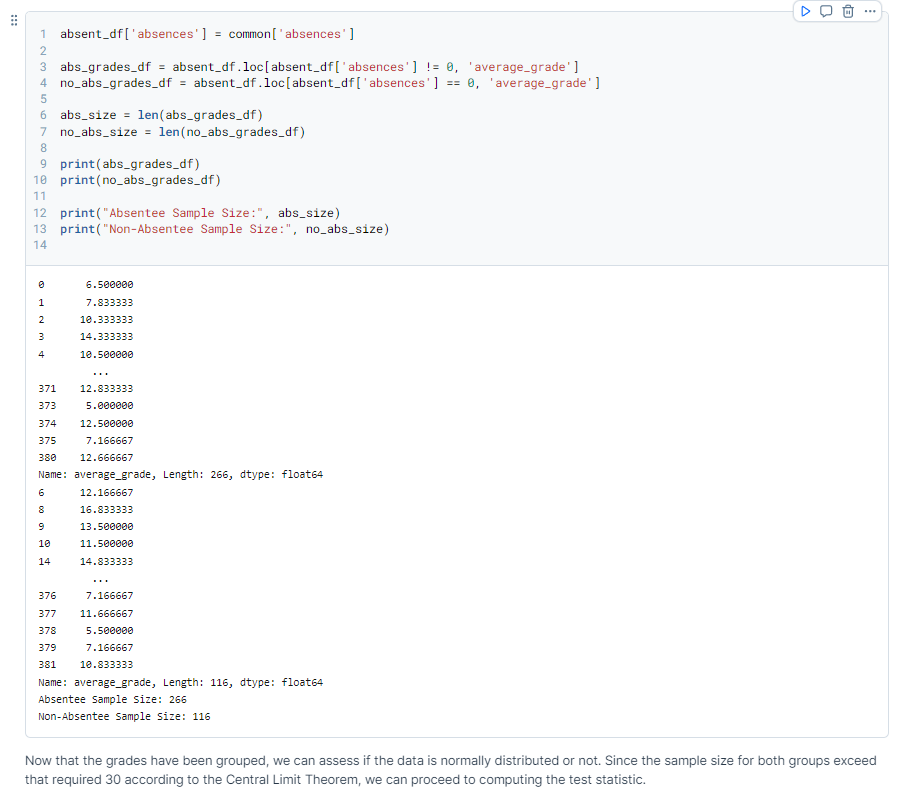 1 absent_df['absences'] = common['absences']
2
3 abs_grades_df = absent_df.loc[absent_df['absences'] != 0, 'average_grade']
4 no_abs_grades_df = absent_df.loc[absent_df['absences'] == 0, 'average_grade']
5
6 abs_size = len(abs_grades_df)
7 no_abs_size = len(no_abs_grades_df)
8
9 print(abs_grades_df)
10 print(no_abs_grades_df)
11
12 print("Absentee Sample Size:", abs_size)
13 print("Non-Absentee Sample Size:", no_abs_size)
14
0 6.500000
1 7.833333
2 10.333333
3 14.333333
4 10.500000
...
371 12.833333
373 5.000000
374 12.500000
375 7.166667
380 12.666667
Name: average_grade, Length: 266, dtype: float64
6 12.166667
8 16.833333
9 13.500000
10 11.500000
14 14.833333
...
376 7.166667
377 11.666667
378 5.500000
379 7.166667
381 10.833333
Name: average_grade, Length: 116, dtype: float64
Absentee Sample Size: 266
Non-Absentee Sample Size: 116
Now that the grades have been grouped, we can assess if the data is normally distributed or not. Since the sample size for both groups exceed
that required 30 according to the Central Limit Theorem, we can proceed to computing the test statistic.